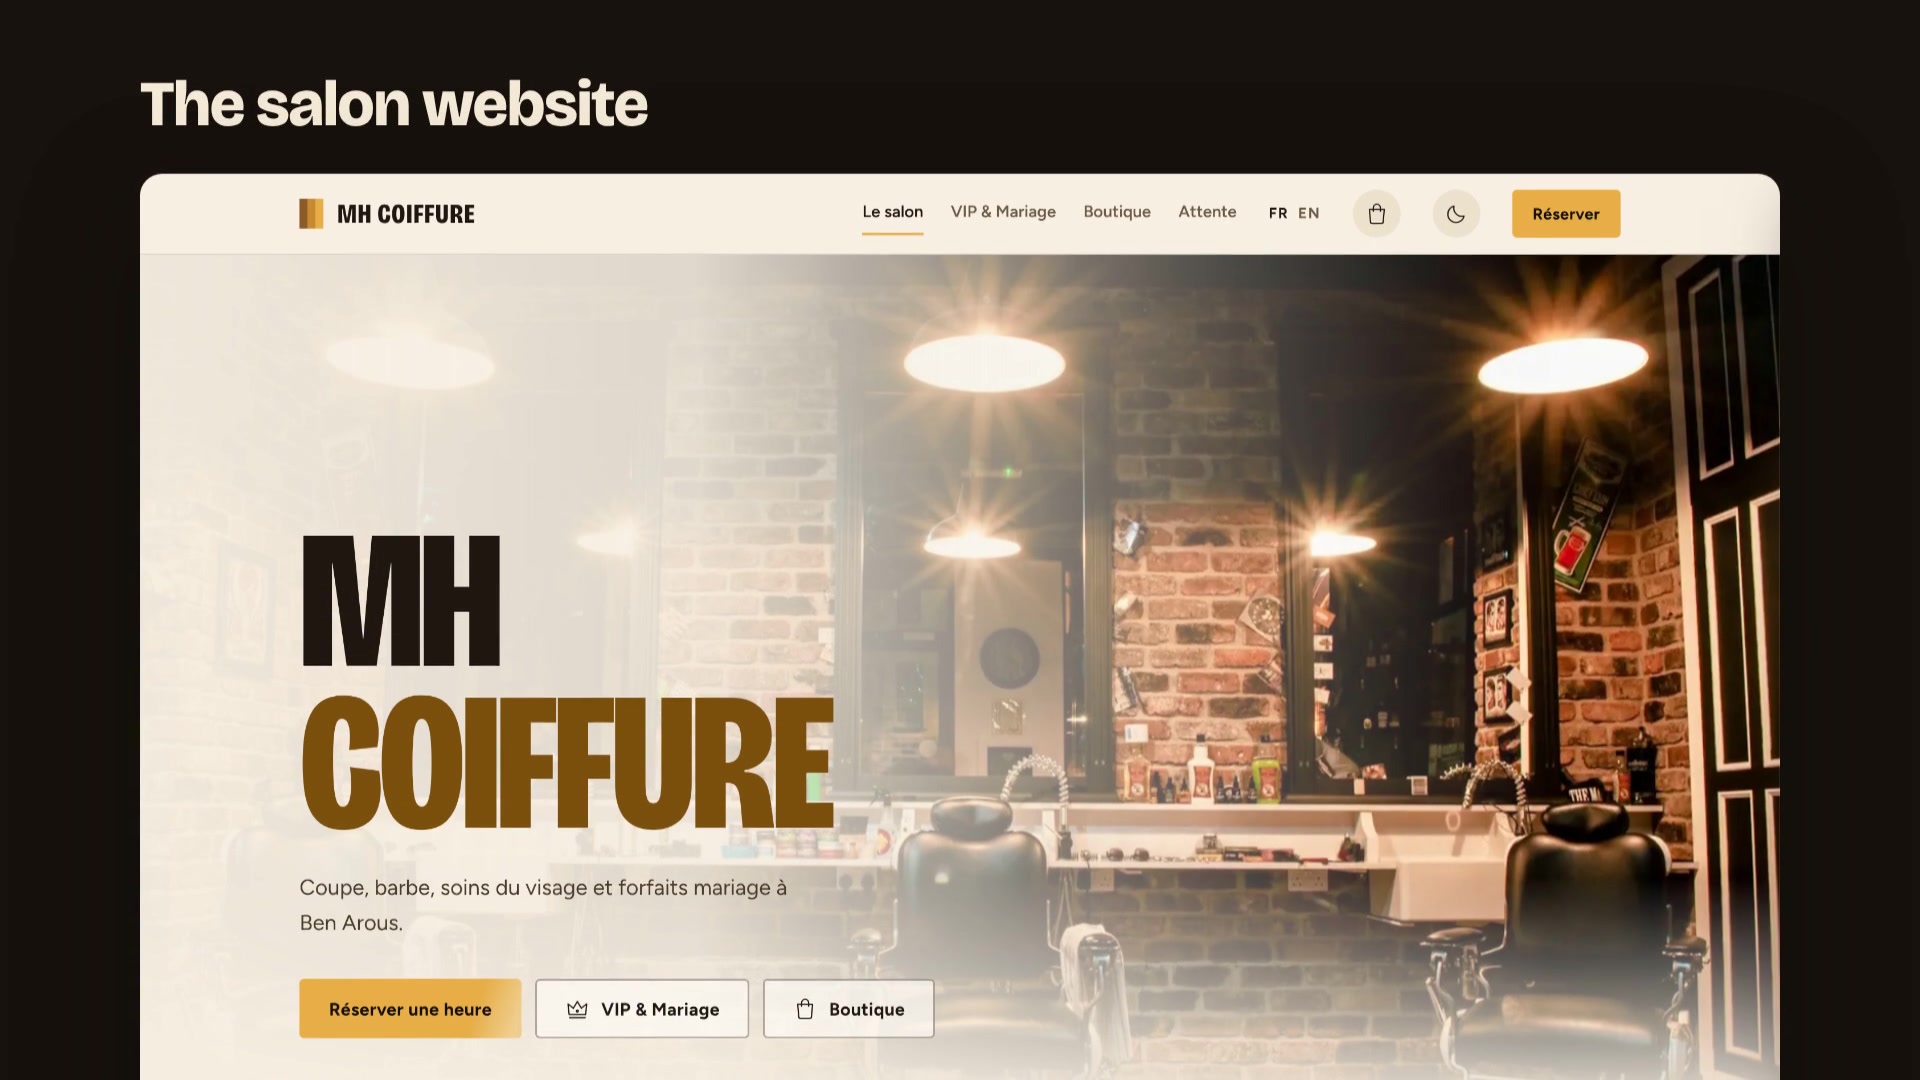 The salon website
MH COIFFURE
Le salon VIP & Mariage Boutique Attente FR EN Réserver
MH
COIFFURE
Coupe, barbe, soins du visage et forfaits mariage à
Ben Arous.
Réserver une heure VIP & Mariage Boutique